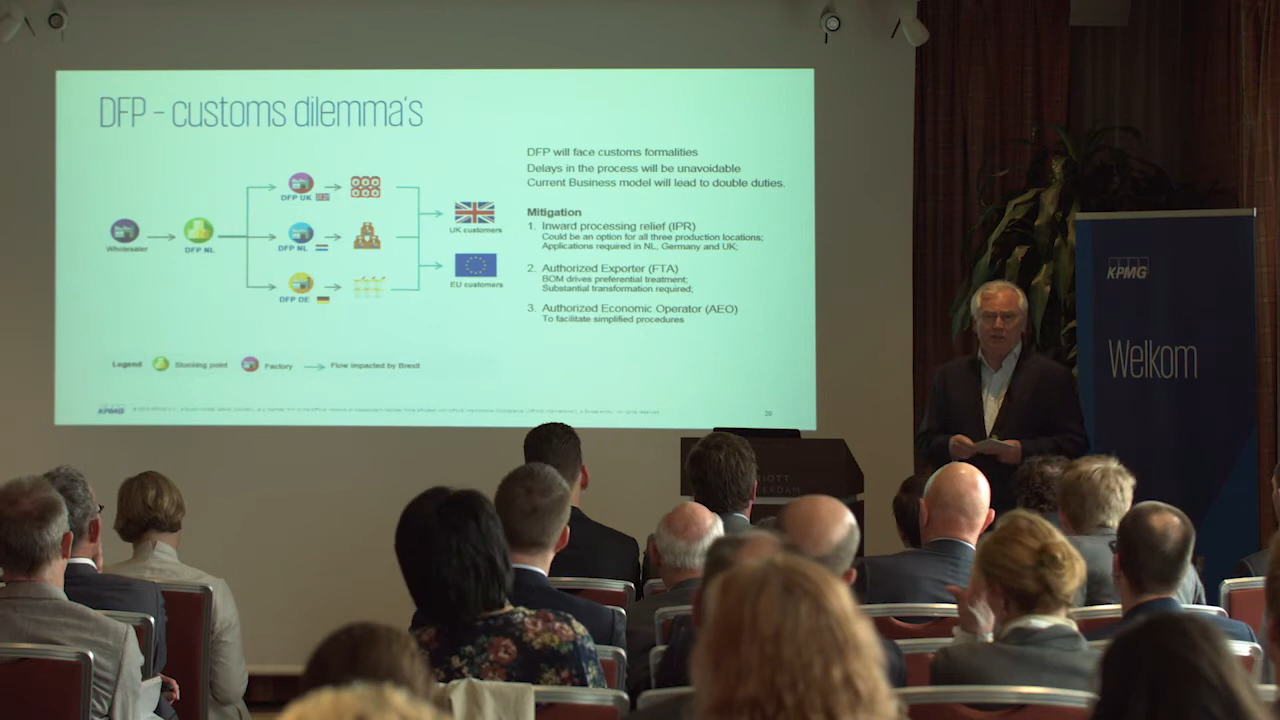 DFP - customs dilemma's
DFP will face customs formalities
Delays in the process will be unavoidable
Current Business model will lead to double duties.
Mitigation
1. Inward processing relief (IPR)
Could be an option for all three production locations;
Applications required in NL, Germany and UK;
2. Authorized Exporter (FTA)
BOM drives preferential treatment;
Substantial transformation required;
3. Authorized Economic Operator (AEO)
To facilitate simplified procedures
Wholesaler
DFP NL
DFP UK
DFP NL
DFP DE
UK customers
EU customers
Legend
Stocking point
Factory
Flow impacted by Brexit
KPMG
KPMG
Welkom